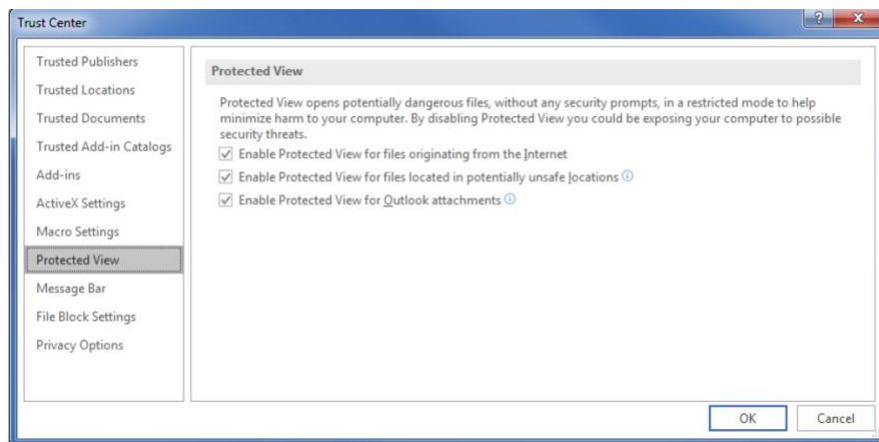 Trust Center
?
X
Trusted Publishers
Trusted Locations
Trusted Documents
Trusted Add-in Catalogs
Add-ins
ActiveX Settings
Macro Settings
Protected View
Message Bar
File Block Settings
Privacy Options
Protected View
Protected View opens potentially dangerous files, without any security prompts, in a restricted mode to help
minimize harm to your computer. By disabling Protected View you could be exposing your computer to possible
security threats.
Enable Protected View for files originating from the Internet
Enable Protected View for files located in potentially unsafe locations
Enable Protected View for Outlook attachments
OK
Cancel